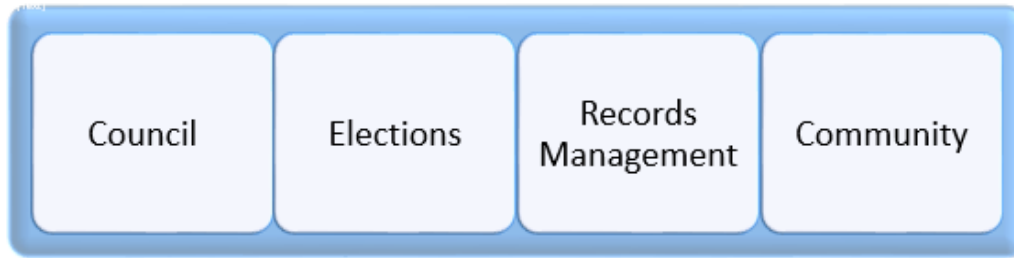 Council
Elections
Records
Management
Community